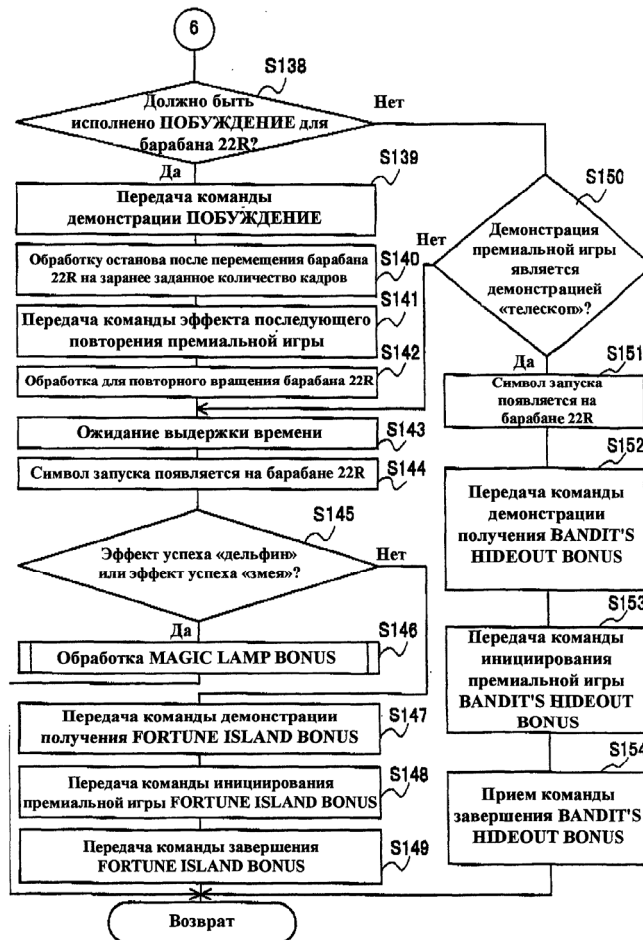 6
S138
Должно быть
исполнено ПОБУЖДЕНИЕ для
барабана 22R?
Нет
Да
S139
Передача команды
демонстрации ПОБУЖДЕНИЕ
Обработку останова после перемещения барабана
22R на заранее заданное количество кадров
S140
S141
Передача команды эффекта последующего
повторения премиальной игры
S142
Обработка для повторного вращения барабана 22R
Ожидание выдержки времени
S143
Символ запуска появляется на барабане 22R
S144
S145
Эффект успеха «дельфин»
или эффект успеха «змея»?
Нет
Да
S146
Обработка MAGIC LAMP BONUS
Передача команды демонстрации
получения FORTUNE ISLAND BONUS
S147
Передача команды инициирования
премиальной игры FORTUNE ISLAND BONUS
S148
Передача команды завершения
FORTUNE ISLAND BONUS
S149
Возврат
S150
Нет
Демонстрация
премиальной игры
является
демонстрацией
«телескоп»?
Да
S151
Символ запуска
появляется на
барабане 22R
S152
Передача команды
демонстрации
получения BANDIT'S
HIDEOUT BONUS
S153
Передача команды
инициирования
премиальной игры
BANDIT'S HIDEOUT
BONUS
S154
Прием команды
завершения BANDIT'S
HIDEOUT BONUS